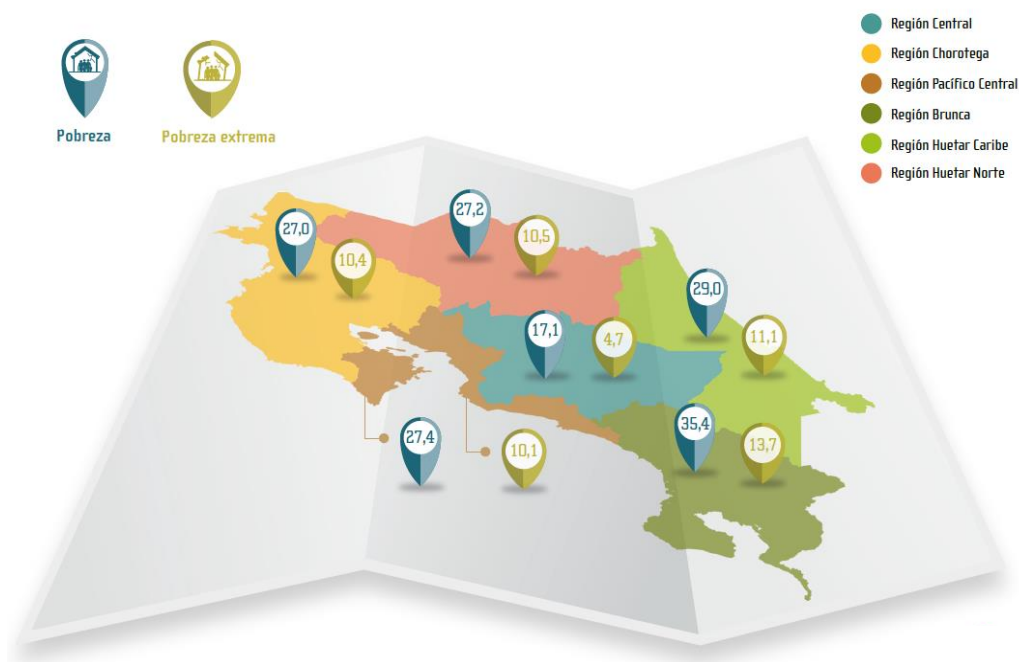 Pobreza
Pobreza extrema
Región Central
Región Chorotega
Región Pacífico Central
Región Brunca
Región Huetar Caribe
Región Huetar Norte
27,0
10,4
27,2
10,5
29,0
11,1
17,1
4,7
27,4
10,1
35,4
13,7